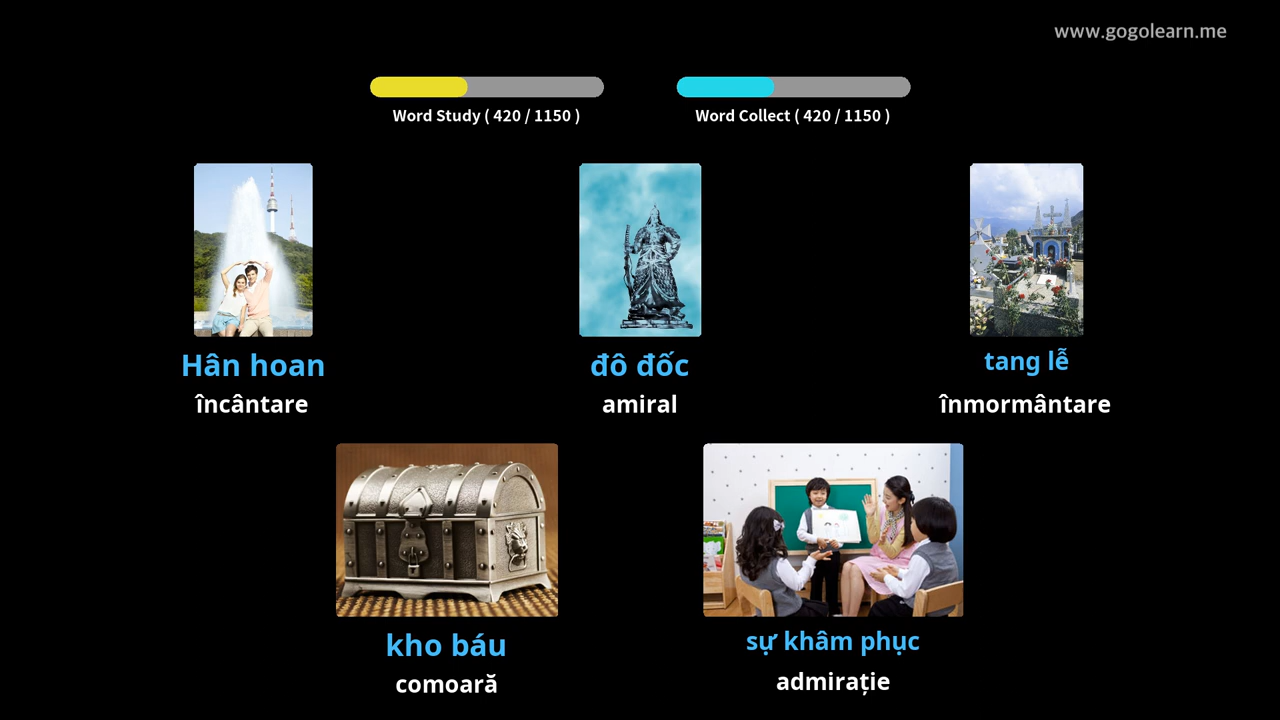 www.gogolearn.me
Word Study ( 420 / 1150 )
Word Collect ( 420 / 1150 )
Hân hoan
încântare
đô đốc
amiral
tang lễ
înmormântare
kho báu
comoară
sự khâm phục
admirație